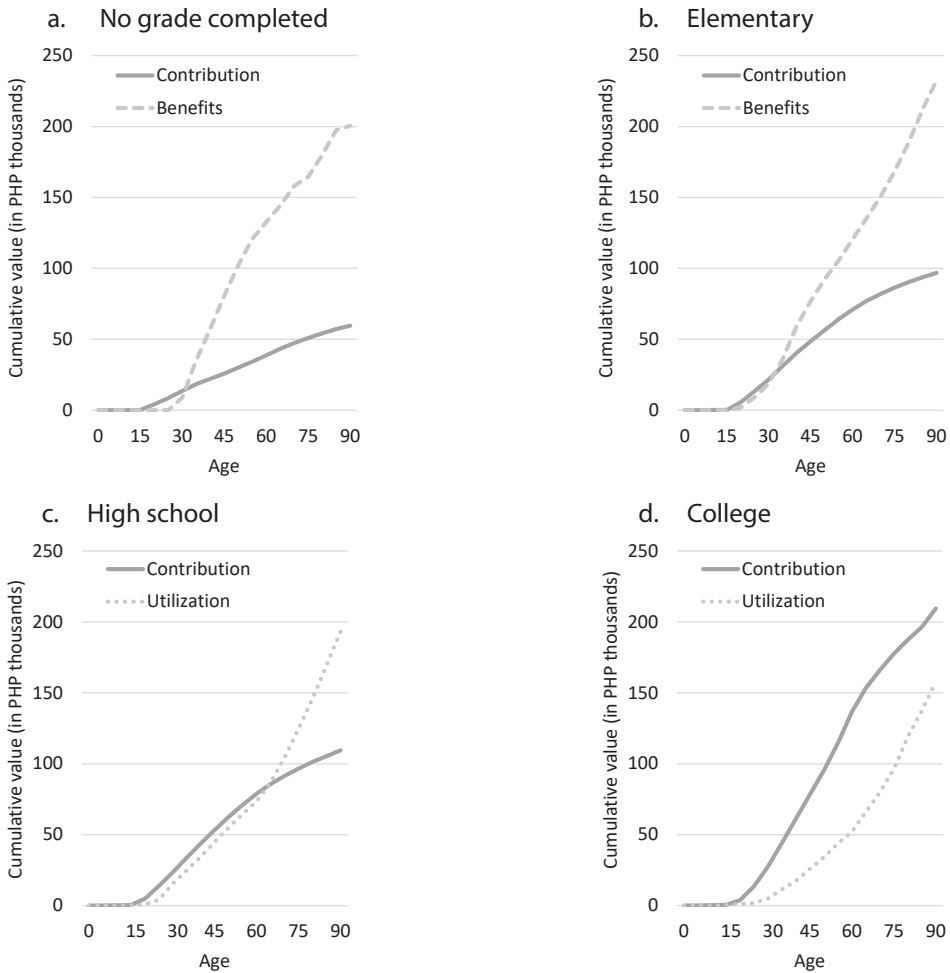 a. No grade completed
Cumulative value (in PHP thousands)
250
200
150
100
50
0
Contribution
Benefits
0 15 30 45 60 75 90
Age
b. Elementary
Cumulative value (in PHP thousands)
250
200
150
100
50
0
Contribution
Benefits
0 15 30 45 60 75 90
Age
c. High school
Cumulative value (in PHP thousands)
250
200
150
100
50
0
Contribution
Utilization
0 15 30 45 60 75 90
Age
d. College
Cumulative value (in PHP thousands)
250
200
150
100
50
0
Contribution
Utilization
0 15 30 45 60 75 90
Age